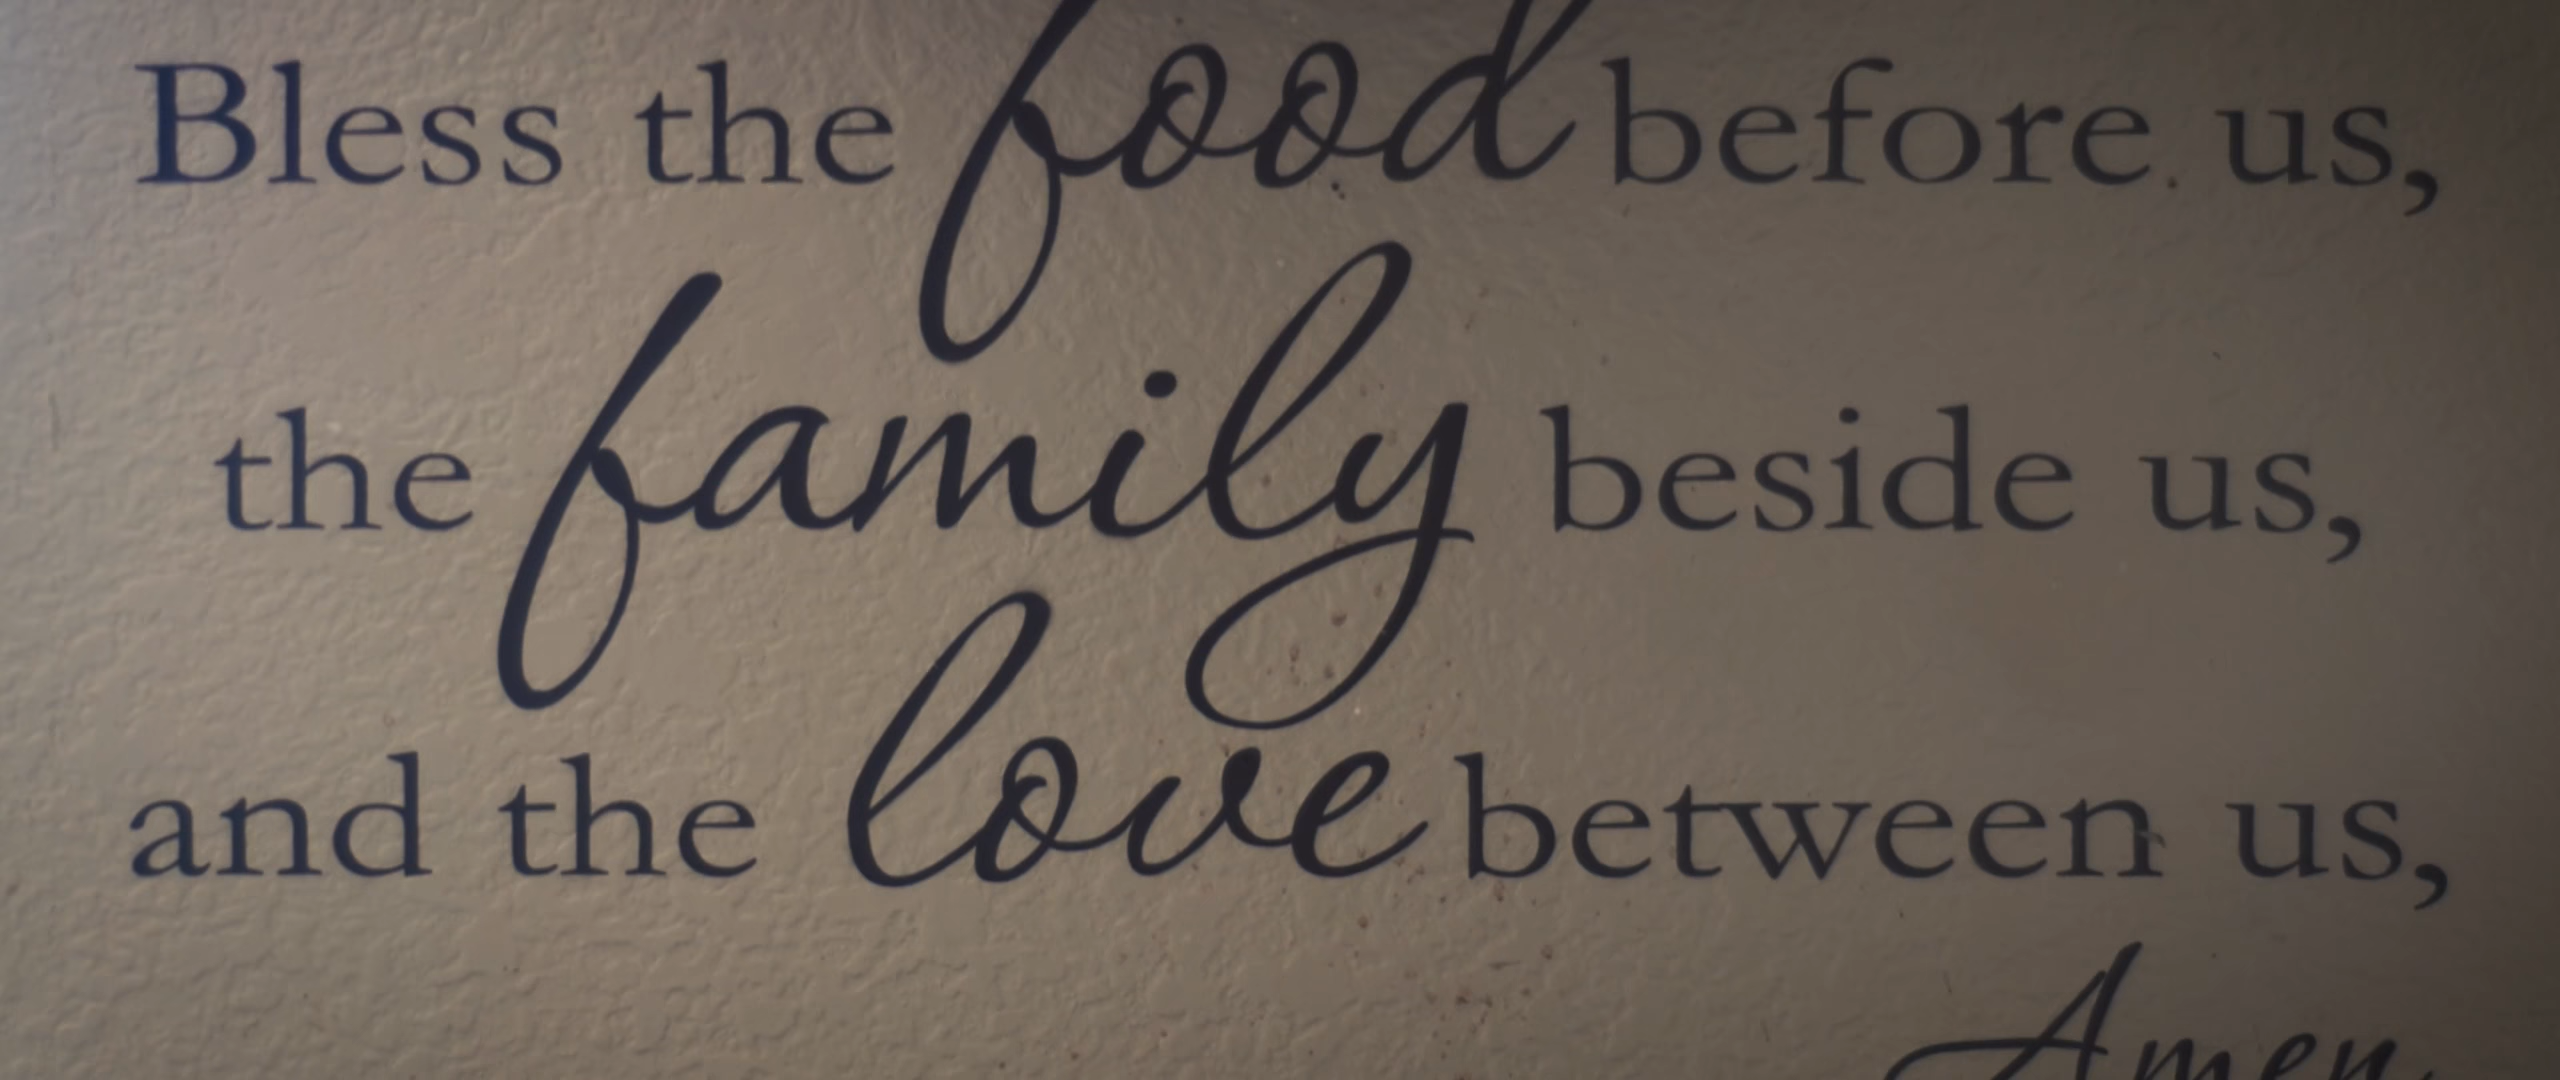 Bless the food before us,
the family beside us,
and the love between us,
Amen